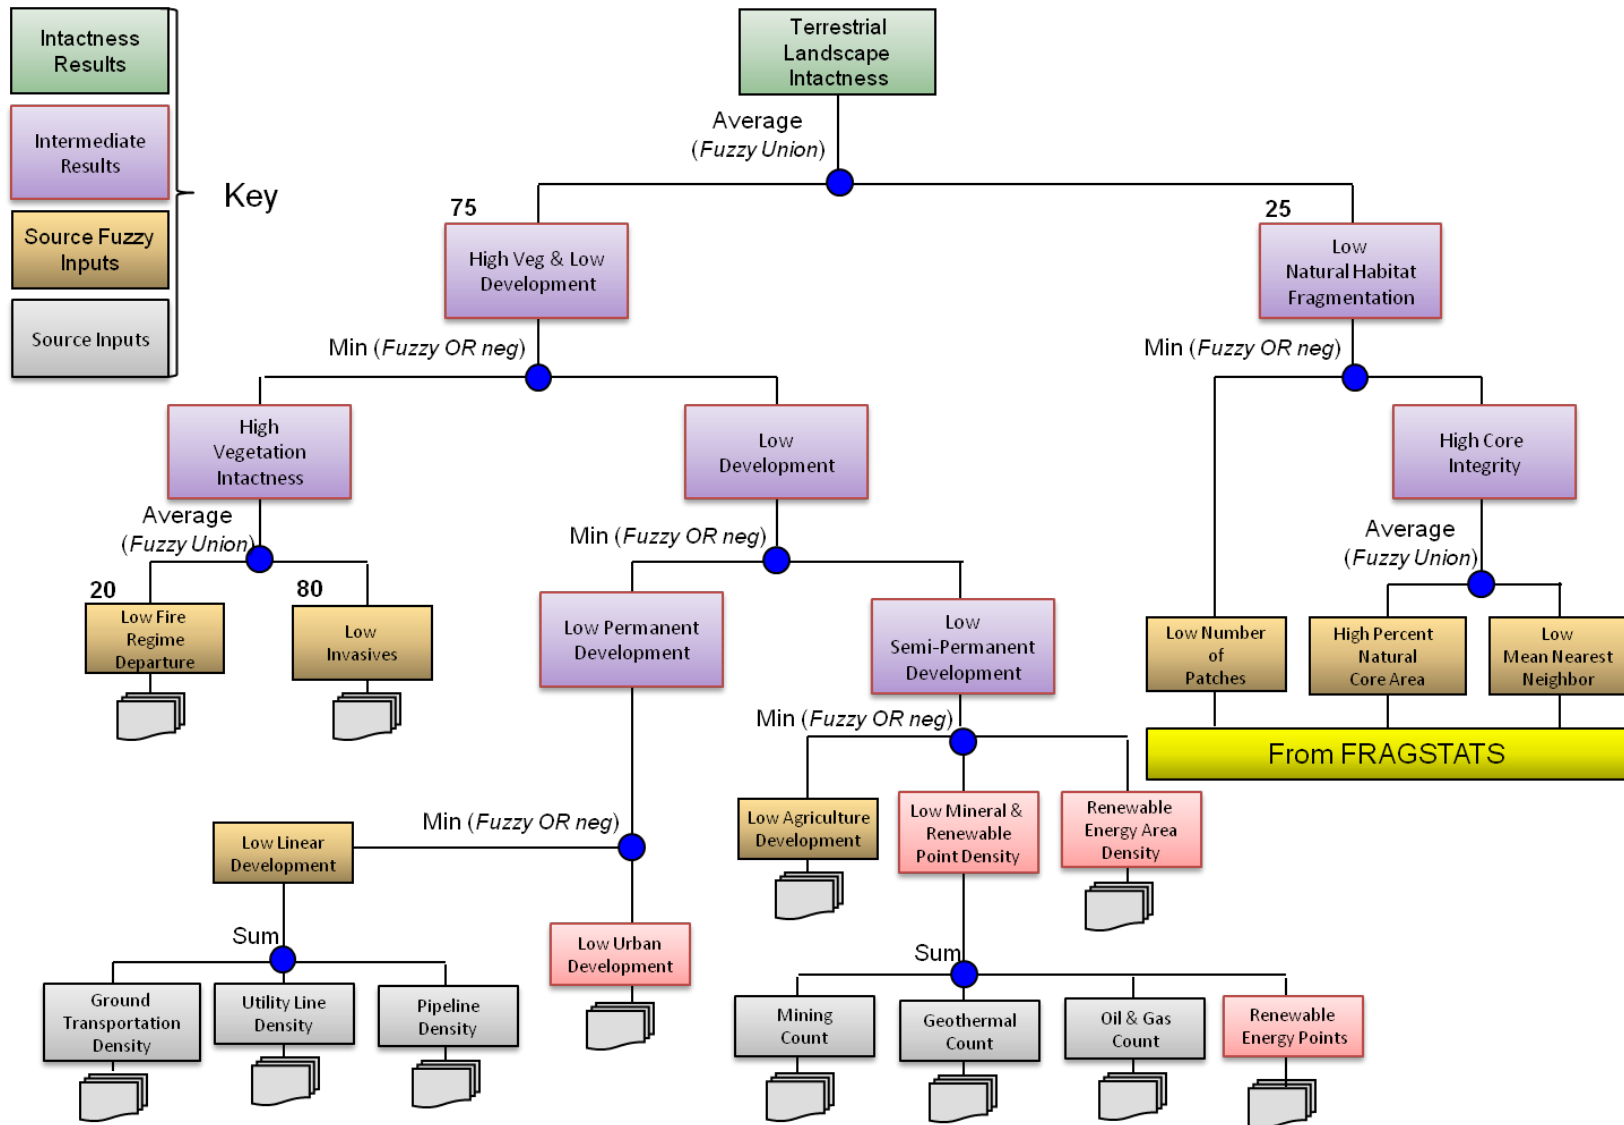 Intactness
Results
Intermediate
Results
Source Fuzzy
Inputs
Source Inputs
Key
Terrestrial
Landscape
Intactness
Average
(Fuzzy Union)
75
High Veg & Low
Development
25
Low
Natural Habitat
Fragmentation
Min (Fuzzy OR neg)
Min (Fuzzy OR neg)
High
Vegetation
Intactness
Low
Development
High Core
Integrity
Average
(Fuzzy Union)
Min (Fuzzy OR neg)
Average
(Fuzzy Union)
20
Low Fire
Regime
Departure
80
Low
Invasives
Low Permanent
Development
Low
Semi-Permanent
Development
Low Number
of
Patches
High Percent
Natural
Core Area
Low
Mean Nearest
Neighbor
From FRAGSTATS
Min (Fuzzy OR neg)
Low Agriculture
Development
Low Mineral &
Renewable
Point Density
Renewable
Energy Area
Density
Min (Fuzzy OR neg)
Low Linear
Development
Low Urban
Development
Sum
Ground
Transportation
Density
Utility Line
Density
Pipeline
Density
Sum
Mining
Count
Geothermal
Count
Oil & Gas
Count
Renewable
Energy Points